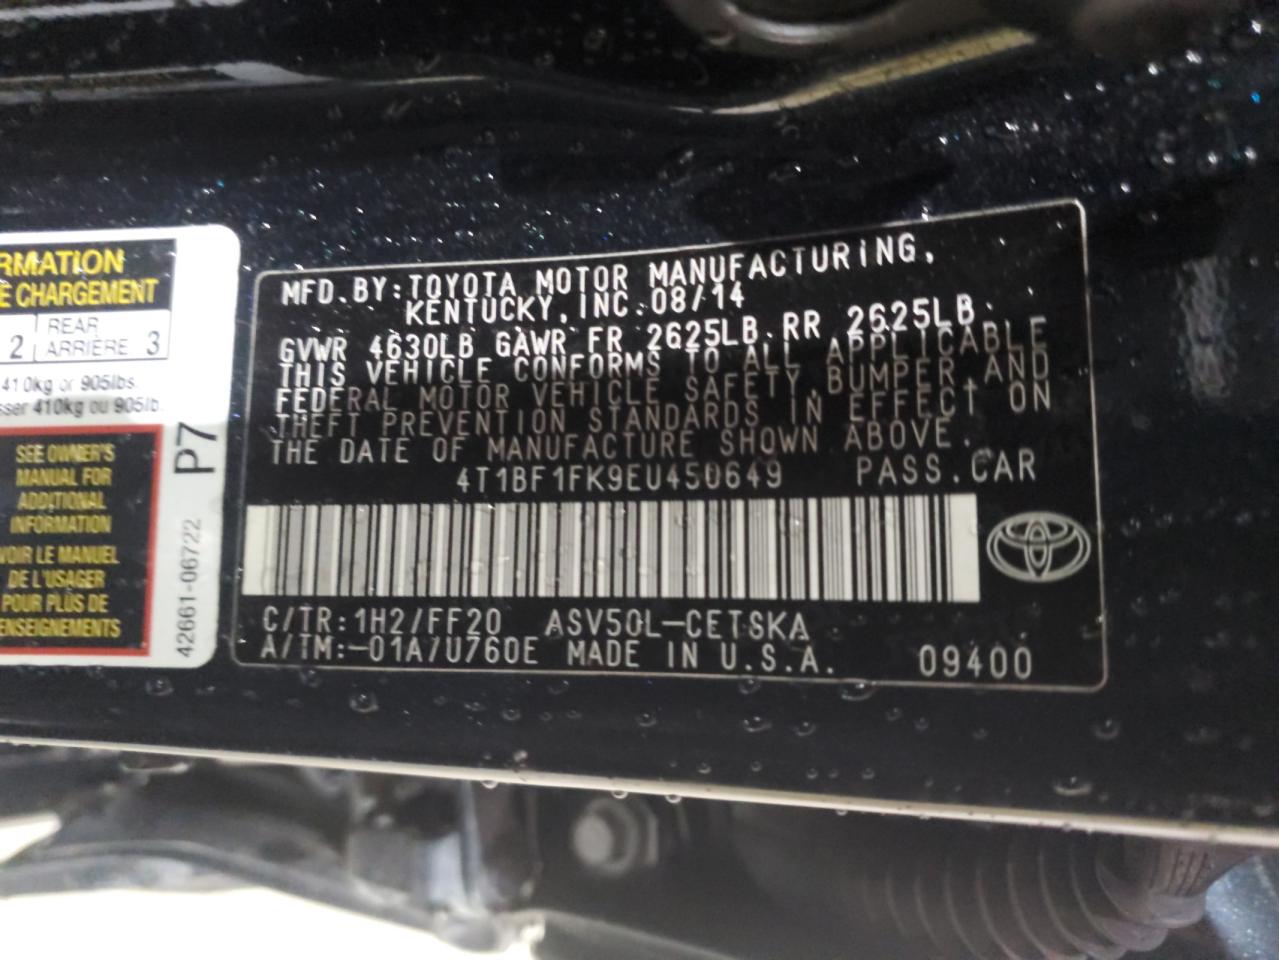 RMATION
E CHARGEMENT
2 REAR ARRIÈRE 3
410kg or 905lbs.
sser 410kg ou 905lb.
SEE OWNER'S
MANUAL FOR
ADDITIONAL
INFORMATION
VOIR LE MANUEL
DE L'USAGER
POUR PLUS DE
ENSEIGNEMENTS
P7
42661-06722
MFD.BY:TOYOTA MOTOR MANUFACTURING,
KENTUCKY,INC.08/14
GVWR 4630LB GAWR FR 2625LB RR 2625LB
THIS VEHICLE CONFORMS TO ALL APPLICABLE
FEDERAL MOTOR VEHICLE SAFETY,BUMPER,AND
THEFT PREVENTION STANDARDS IN EFFECT ON
THE DATE OF MANUFACTURE SHOWN ABOVE.
4T1BF1FK9EU450649 PASS.CAR
C/TR:1H2/FF20 ASV50L-CETSKA
A/TM:-01A/U760E MADE IN U.S.A. 09400